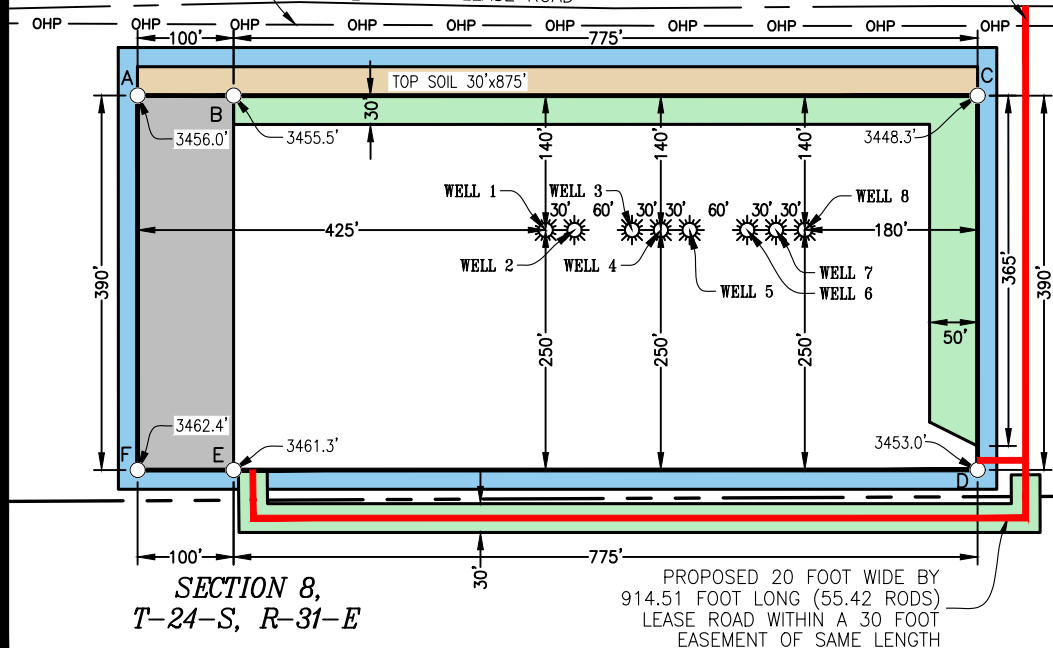 LEASE ROAD
OHP OHP OHP OHP OHP OHP OHP OHP OHP
100' 775'
A
TOP SOIL 30'x875'
C
B
30'
3456.0'
3455.5'
3448.3'
140' 140' 140'
WELL 1
WELL 3
WELL 8
30' 60' 30' 30' 60' 30' 30'
425'
180'
WELL 2
WELL 4
WELL 5
WELL 7
WELL 6
390'
365'
390'
250' 250' 250'
50'
3462.4'
3461.3'
3453.0'
F
E
D
100' 775'
30'
SECTION 8,
T-24-S, R-31-E
PROPOSED 20 FOOT WIDE BY
914.51 FOOT LONG (55.42 RODS)
LEASE ROAD WITHIN A 30 FOOT
EASEMENT OF SAME LENGTH